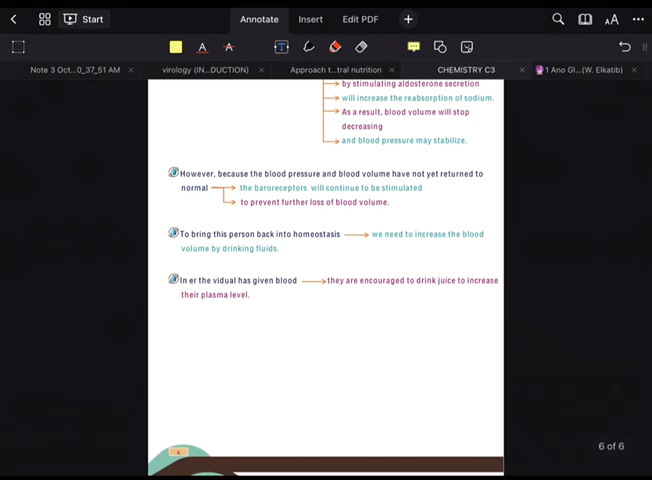 Start
Annotate
Insert
Edit PDF
Note 3 Oct...0_37_51 AM
virology (IN...DUCTION)
Approach t...tral nutrition
CHEMISTRY C3
1 Ano Gl...(W. Elkatib)
by stimulating aldosterone secretion
will increase the reabsorption of sodium.
As a result, blood volume will stop
decreasing
and blood pressure may stabilize.
However, because the blood pressure and blood volume have not yet returned to
normal → the baroreceptors will continue to be stimulated
→ to prevent further loss of blood volume.
To bring this person back into homeostasis → we need to increase the blood
volume by drinking fluids.
In er the vidual has given blood → they are encouraged to drink juice to increase
their plasma level.
6 of 6